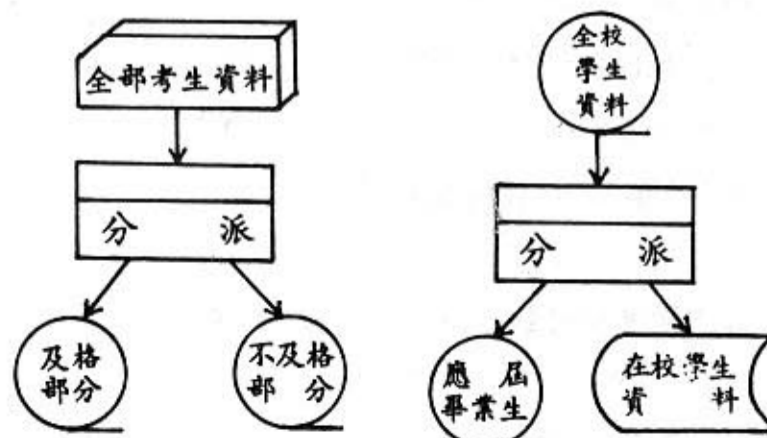 全部考生資料
分 派
及格
部分
不及格
部 分
全校
學生
資料
分 派
應 屆
畢業生
在校學生
資 料